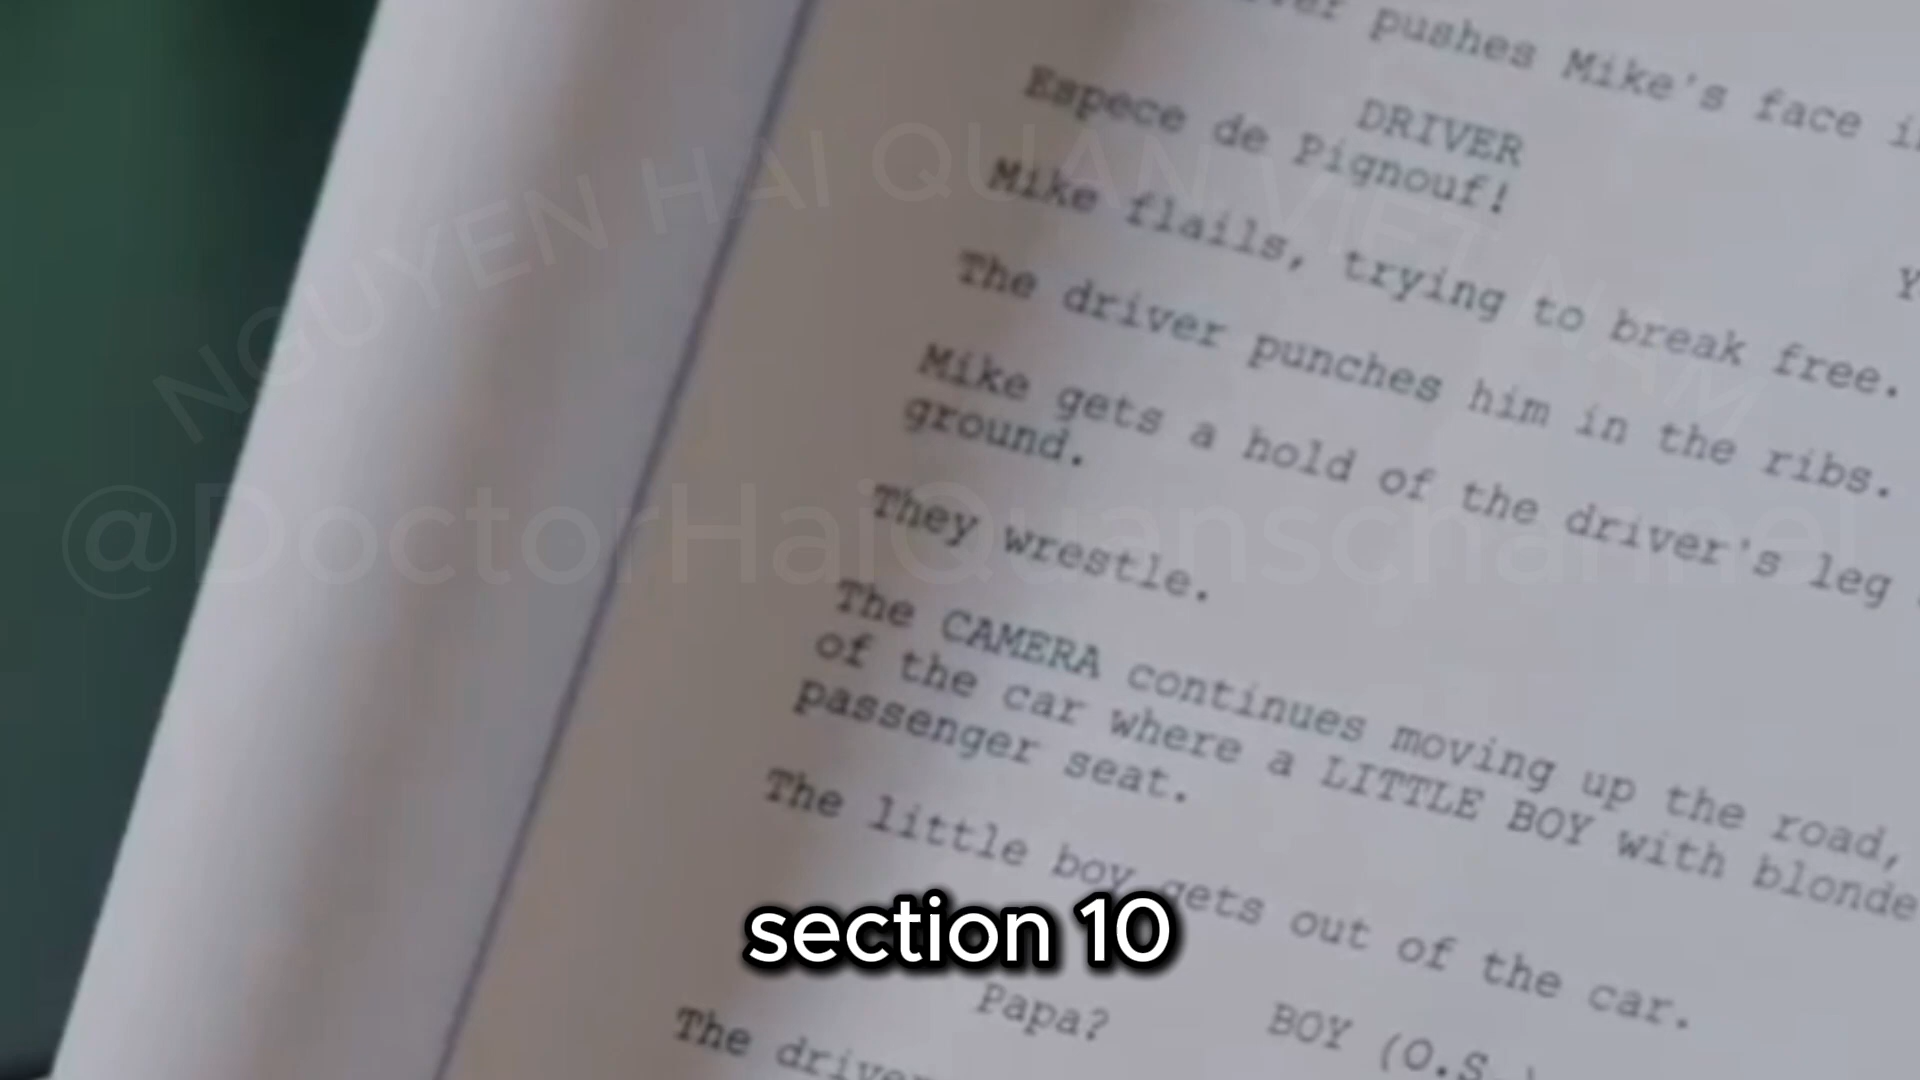 pushes Mike's face
DRIVER
Espece de Pignouf!
Mike flails, trying to break free.
The driver punches him in the ribs.
Mike gets a hold of the driver's leg
ground.
They wrestle.
The CAMERA continues moving up the road,
of the car where a LITTLE BOY with blonde
passenger seat.
The little boy gets out of the car.
BOY (O.S.)
Papa?
The
section 10
NGUYEN HAI QUAN VIET NAM
@DoctorHaiQuanschannel